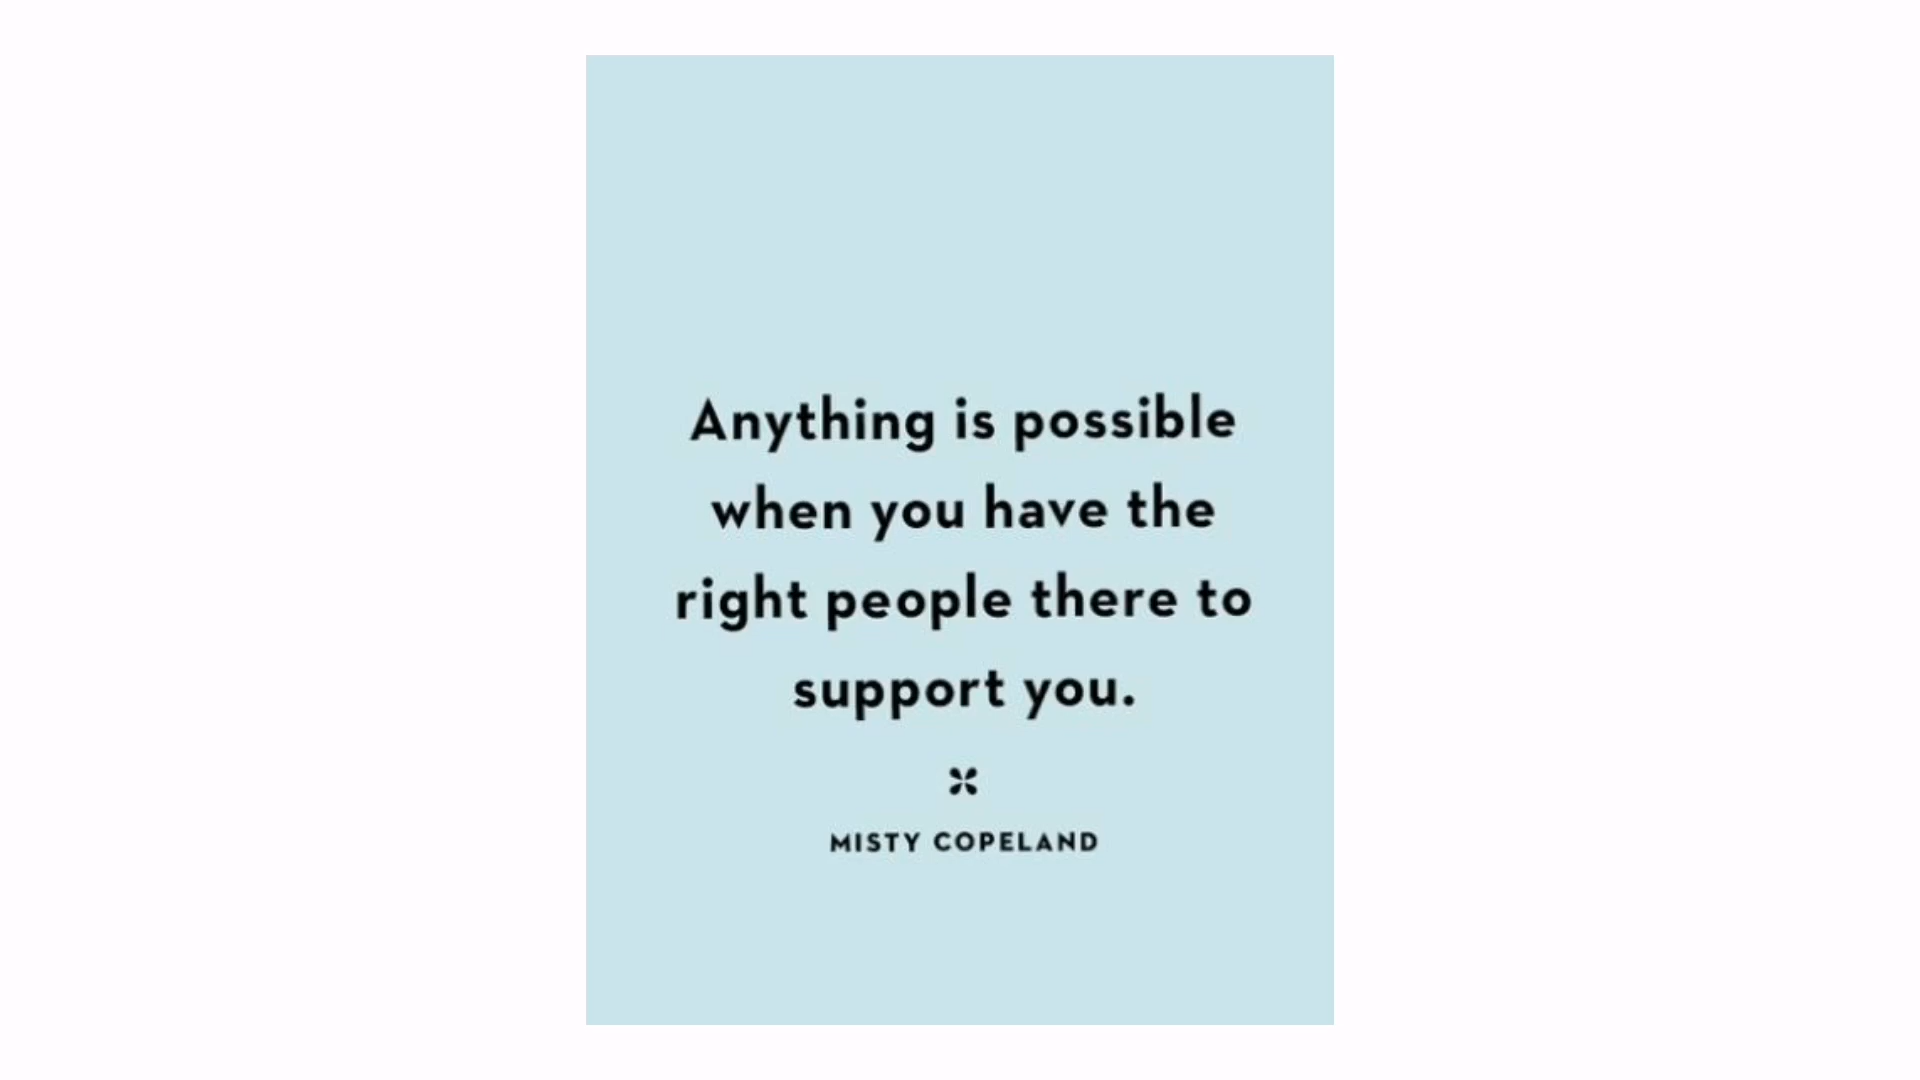 Anything is possible
when you have the
right people there to
support you.
MISTY COPELAND